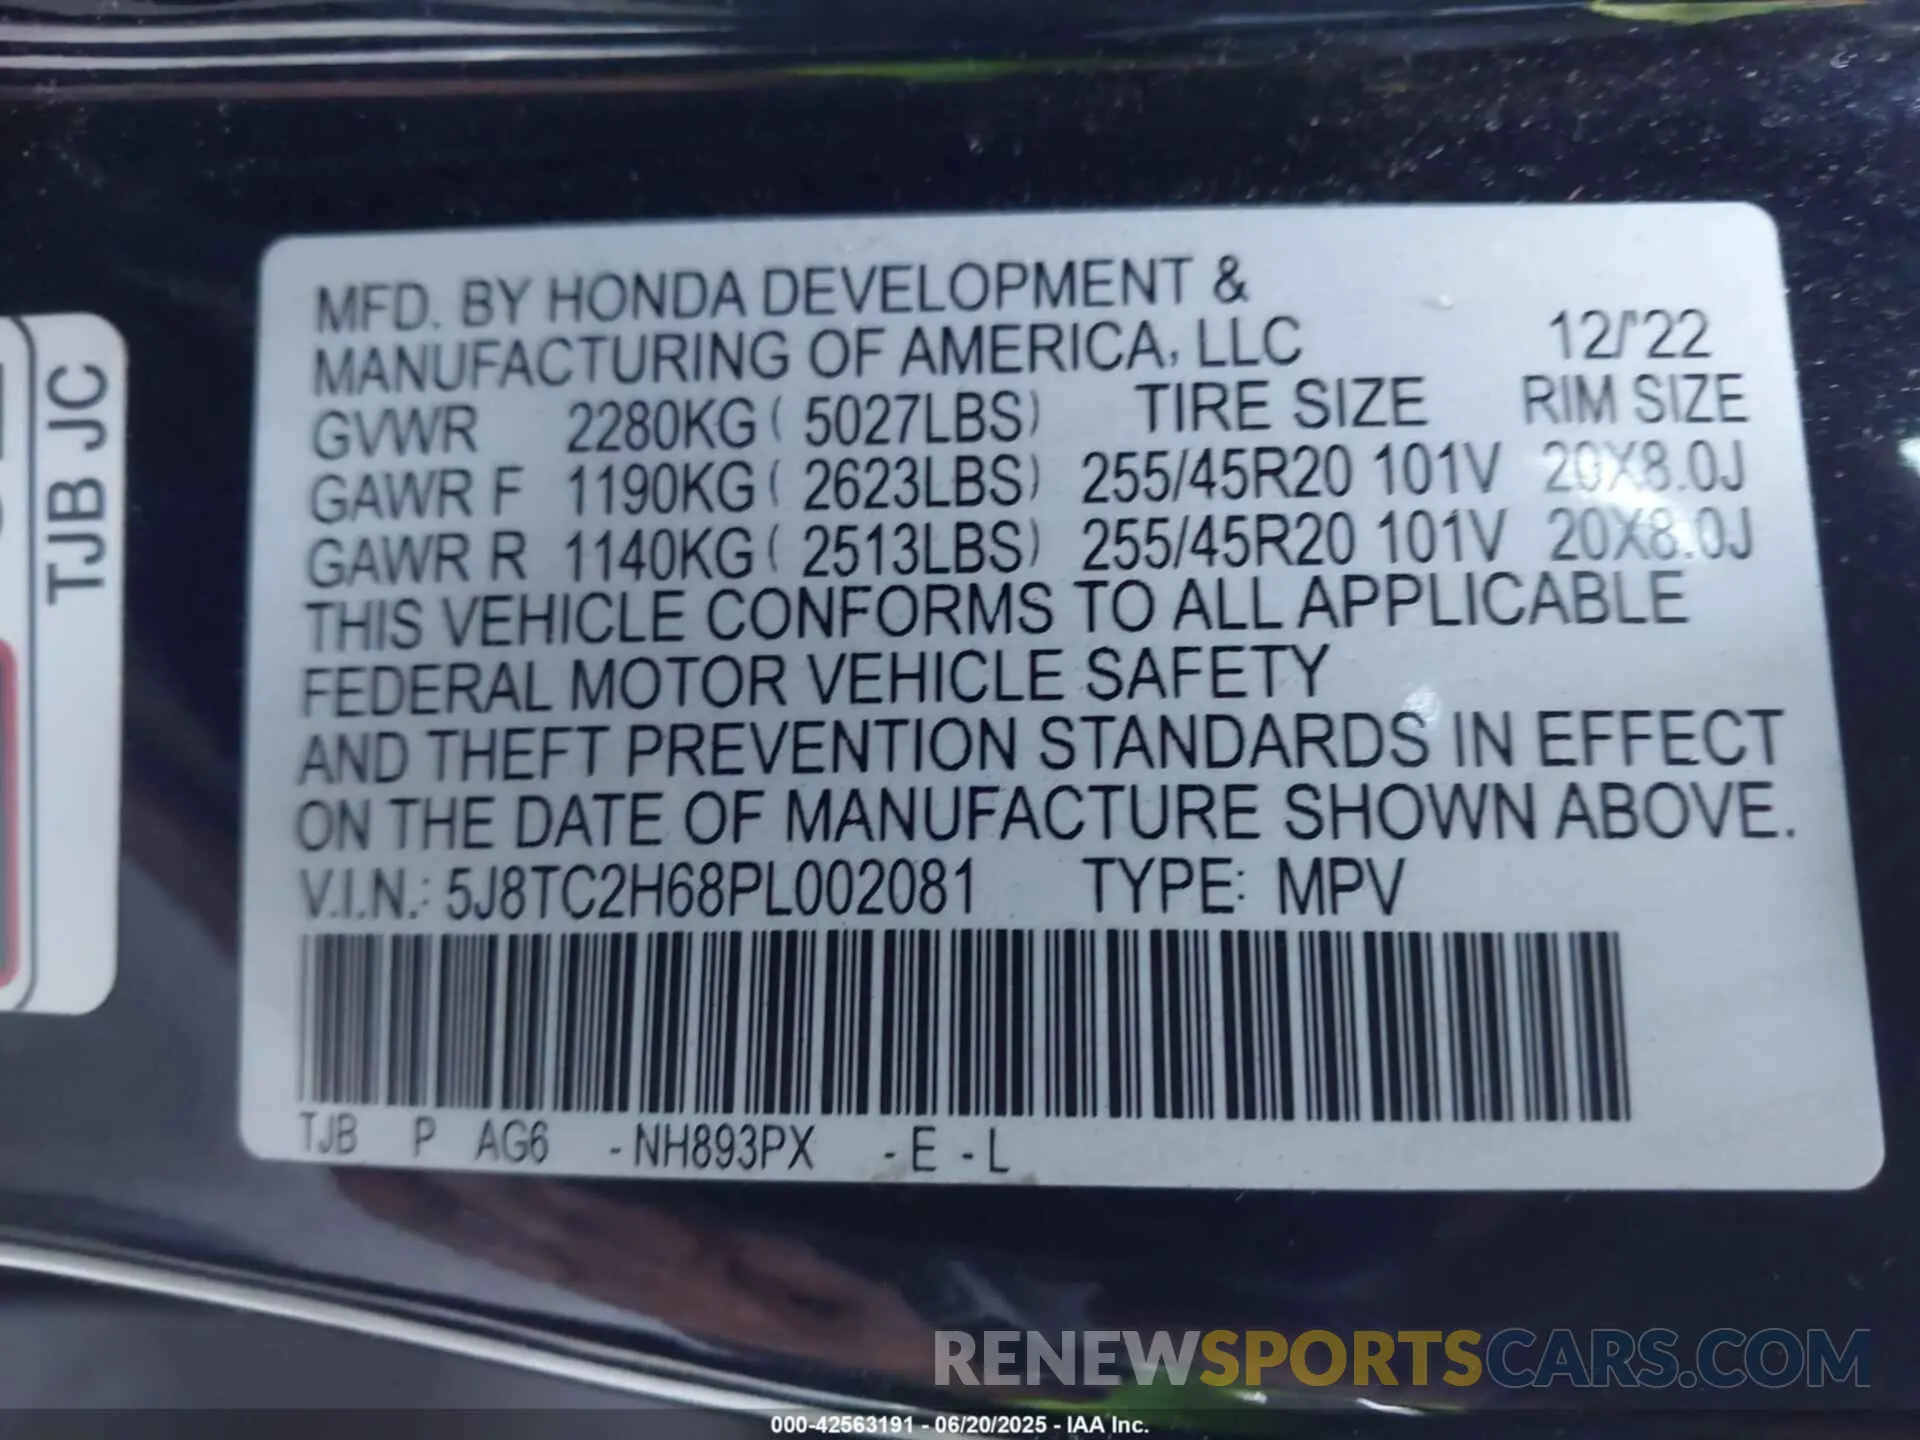 MFD. BY HONDA DEVELOPMENT &
MANUFACTURING OF AMERICA, LLC 12/'22
GVWR 2280KG ( 5027LBS) TIRE SIZE RIM SIZE
GAWR F 1190KG ( 2623LBS) 255/45R20 101V 20X8.0J
GAWR R 1140KG ( 2513LBS) 255/45R20 101V 20X8.0J
THIS VEHICLE CONFORMS TO ALL APPLICABLE
FEDERAL MOTOR VEHICLE SAFETY
AND THEFT PREVENTION STANDARDS IN EFFECT
ON THE DATE OF MANUFACTURE SHOWN ABOVE.
V.I.N.: 5J8TC2H68PL002081 TYPE: MPV
TJB P AG6 -NH893PX -E -L
TJB JC
RENEWSPORTSCARS.COM
000-42563191 - 06/20/2025 - IAA Inc.